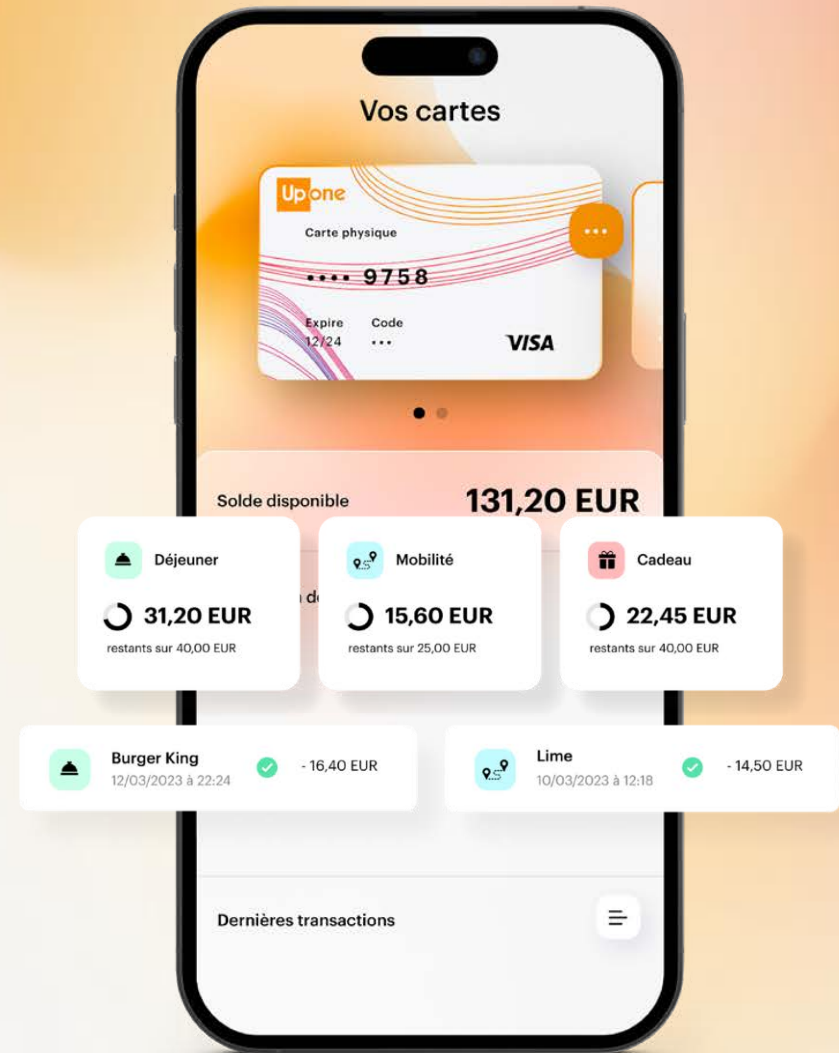 Vos cartes
Up one
Carte physique
•••• 9758
Expire Code
12/24 •••
VISA
Solde disponible 131,20 EUR
Déjeuner
31,20 EUR
restants sur 40,00 EUR
Mobilité
15,60 EUR
restants sur 25,00 EUR
Cadeau
22,45 EUR
restants sur 40,00 EUR
Burger King
12/03/2023 à 22:24
- 16,40 EUR
Lime
10/03/2023 à 12:18
- 14,50 EUR
Dernières transactions